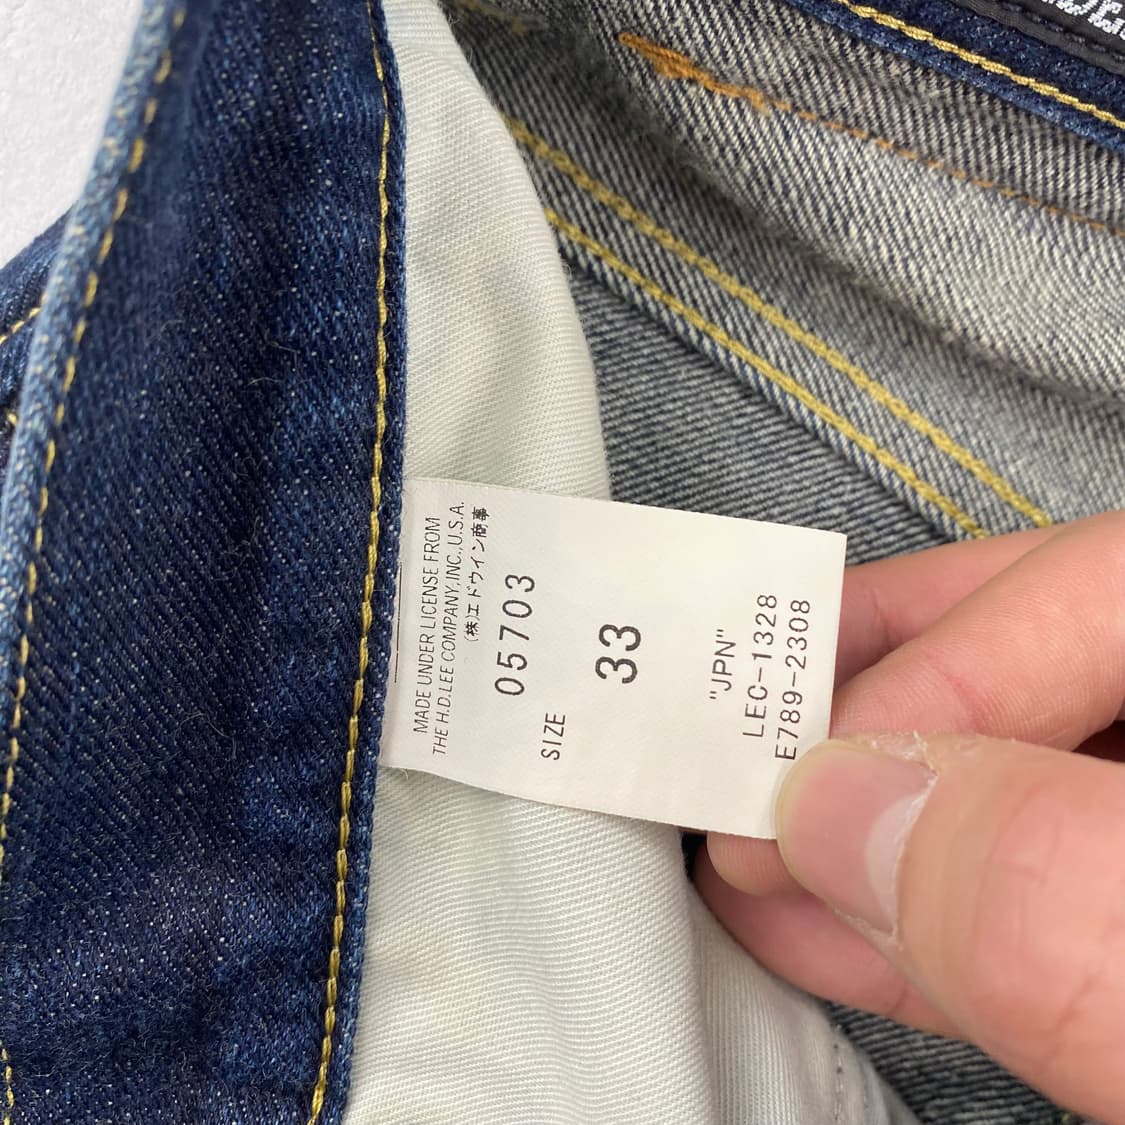 MADE UNDER LICENSE FROM
THE H.D.LEE COMPANY,INC.,U.S.A.
(株)エドウイン商事
05703
SIZE 33
"JPN"
LEC-1328
E789-2308